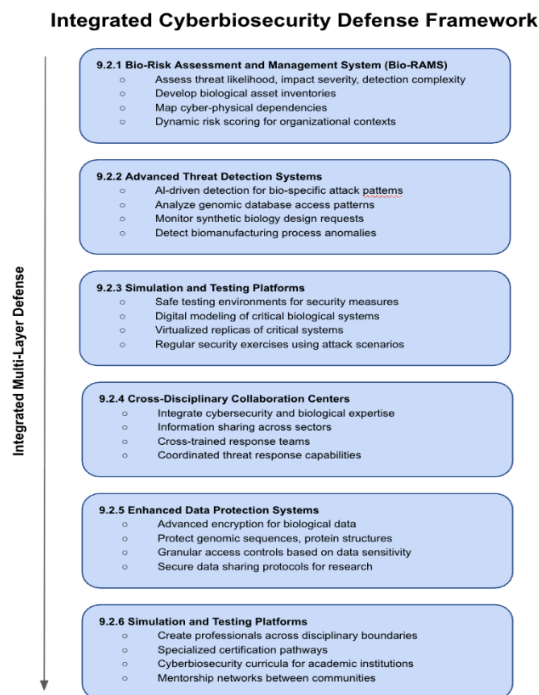 Integrated Cyberbiosecurity Defense Framework
Integrated Multi-Layer Defense
9.2.1 Bio-Risk Assessment and Management System (Bio-RAMS)
○ Assess threat likelihood, impact severity, detection complexity
○ Develop biological asset inventories
○ Map cyber-physical dependencies
○ Dynamic risk scoring for organizational contexts
9.2.2 Advanced Threat Detection Systems
○ AI-driven detection for bio-specific attack patterns
○ Analyze genomic database access patterns
○ Monitor synthetic biology design requests
○ Detect biomanufacturing process anomalies
9.2.3 Simulation and Testing Platforms
○ Safe testing environments for security measures
○ Digital modeling of critical biological systems
○ Virtualized replicas of critical systems
○ Regular security exercises using attack scenarios
9.2.4 Cross-Disciplinary Collaboration Centers
○ Integrate cybersecurity and biological expertise
○ Information sharing across sectors
○ Cross-trained response teams
○ Coordinated threat response capabilities
9.2.5 Enhanced Data Protection Systems
○ Advanced encryption for biological data
○ Protect genomic sequences, protein structures
○ Granular access controls based on data sensitivity
○ Secure data sharing protocols for research
9.2.6 Simulation and Testing Platforms
○ Create professionals across disciplinary boundaries
○ Specialized certification pathways
○ Cyberbiosecurity curricula for academic institutions
○ Mentorship networks between communities